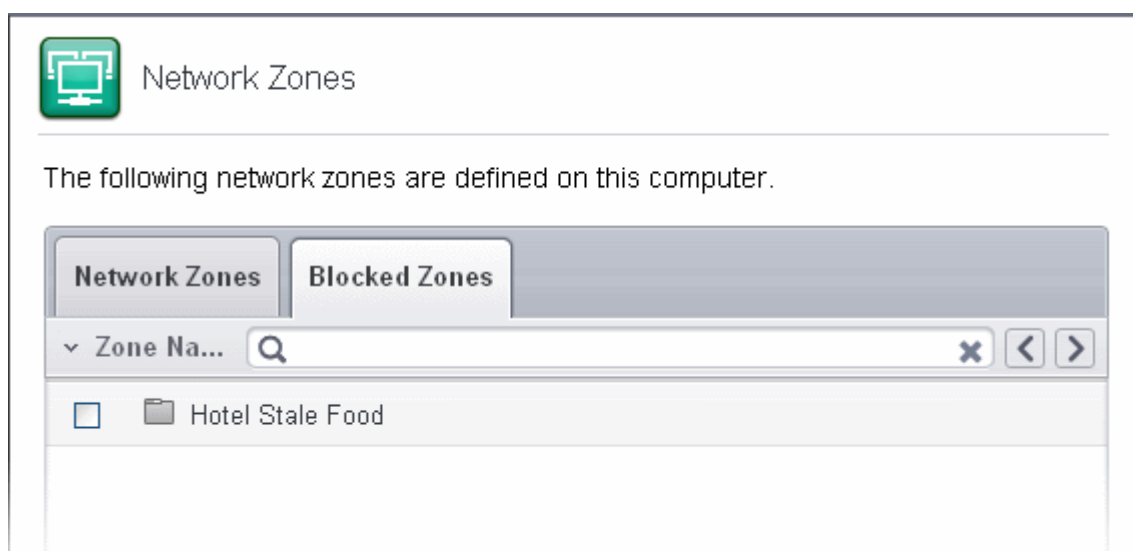 Network Zones
The following network zones are defined on this computer.
Network Zones Blocked Zones
Zone Na...
Hotel Stale Food